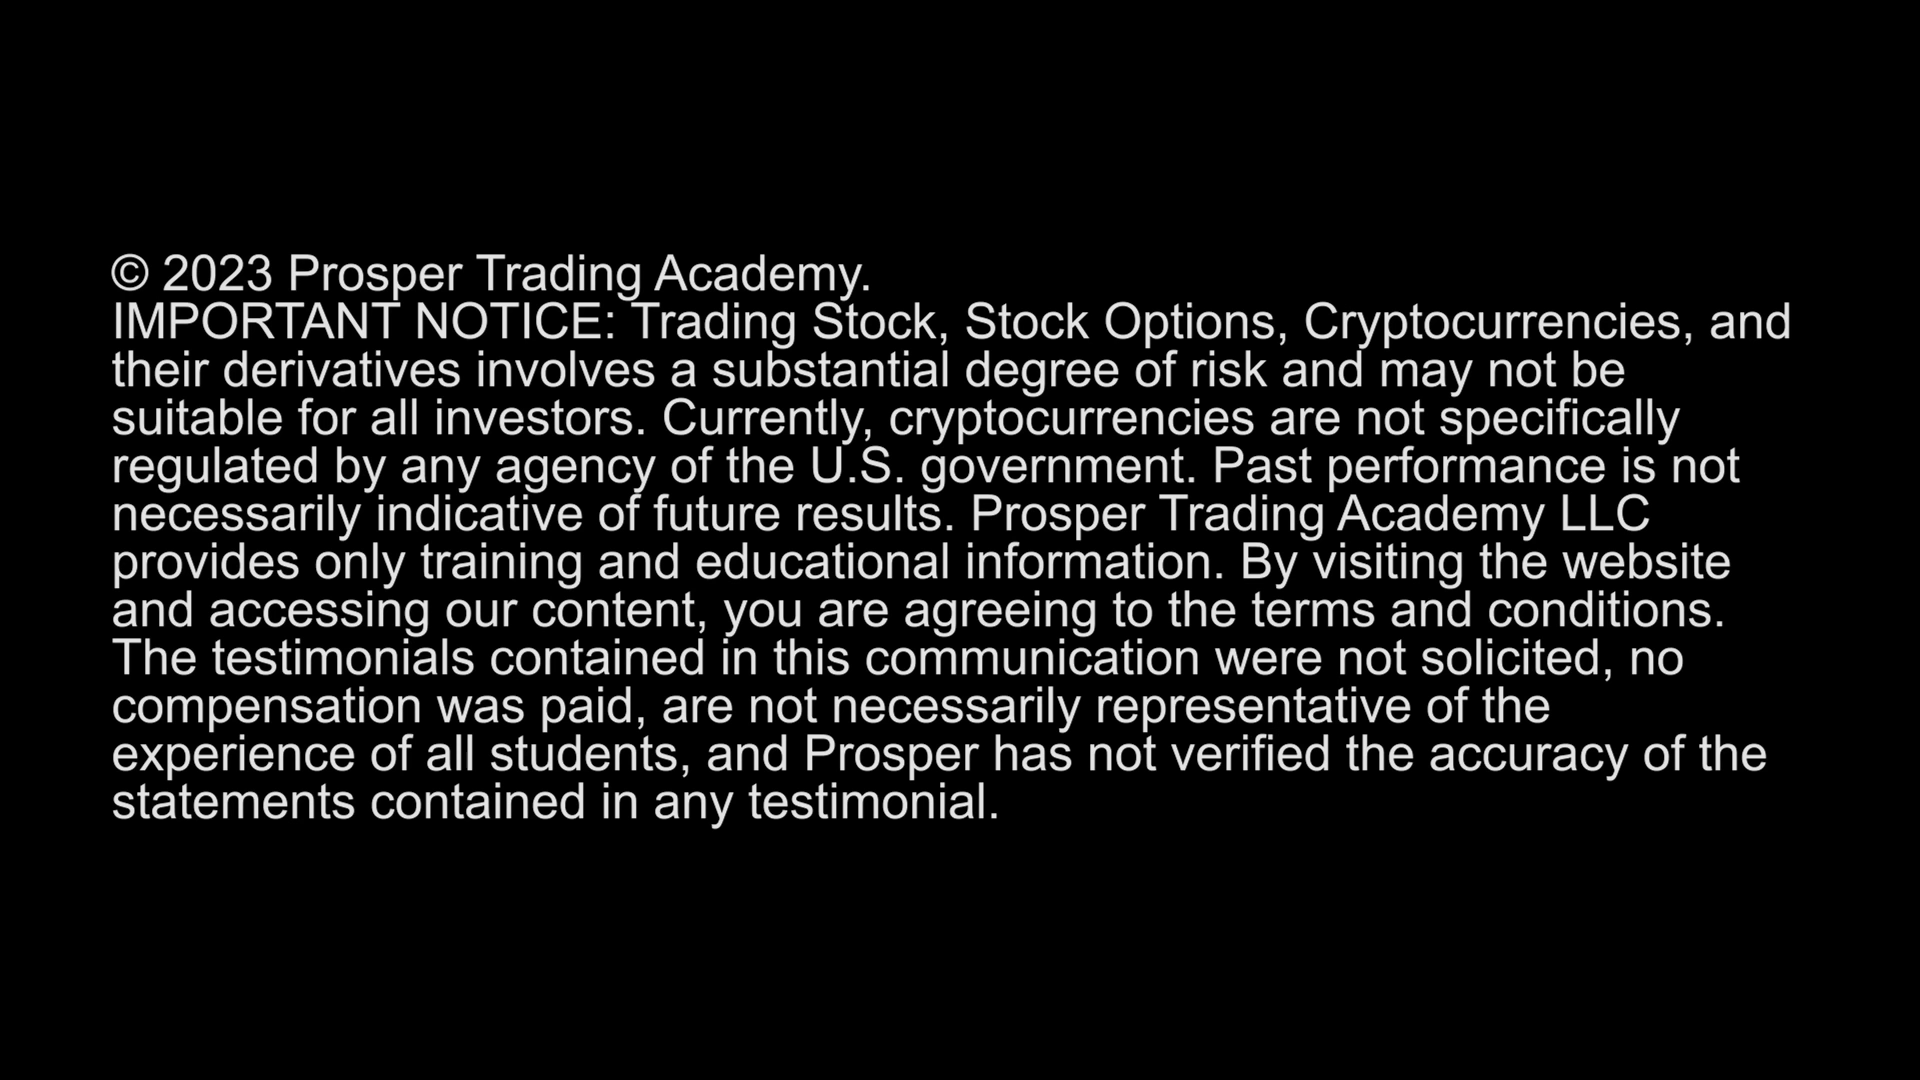 © 2023 Prosper Trading Academy.
IMPORTANT NOTICE: Trading Stock, Stock Options, Cryptocurrencies, and
their derivatives involves a substantial degree of risk and may not be
suitable for all investors. Currently, cryptocurrencies are not specifically
regulated by any agency of the U.S. government. Past performance is not
necessarily indicative of future results. Prosper Trading Academy LLC
provides only training and educational information. By visiting the website
and accessing our content, you are agreeing to the terms and conditions.
The testimonials contained in this communication were not solicited, no
compensation was paid, are not necessarily representative of the
experience of all students, and Prosper has not verified the accuracy of the
statements contained in any testimonial.